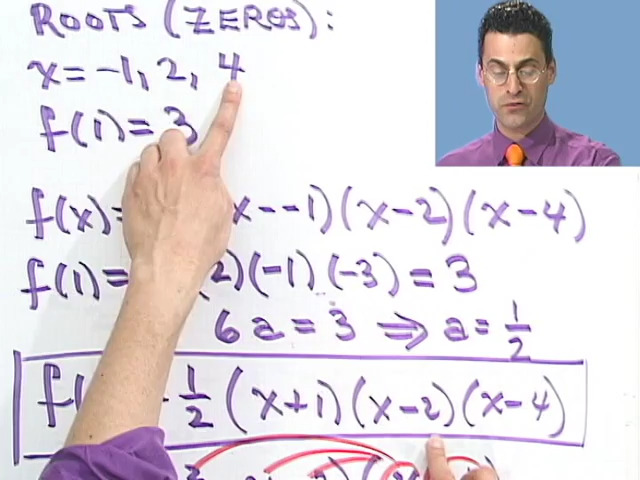 ROOTS (ZEROS):
x = -1, 2, 4
f(1) = 3
f(x) = x - -1)(x-2)(x-4)
f(1) = 2)(-1)(-3) = 3
6a = 3 ⇒ a = 1/2
f( 1/2 (x+1)(x-2)(x-4)